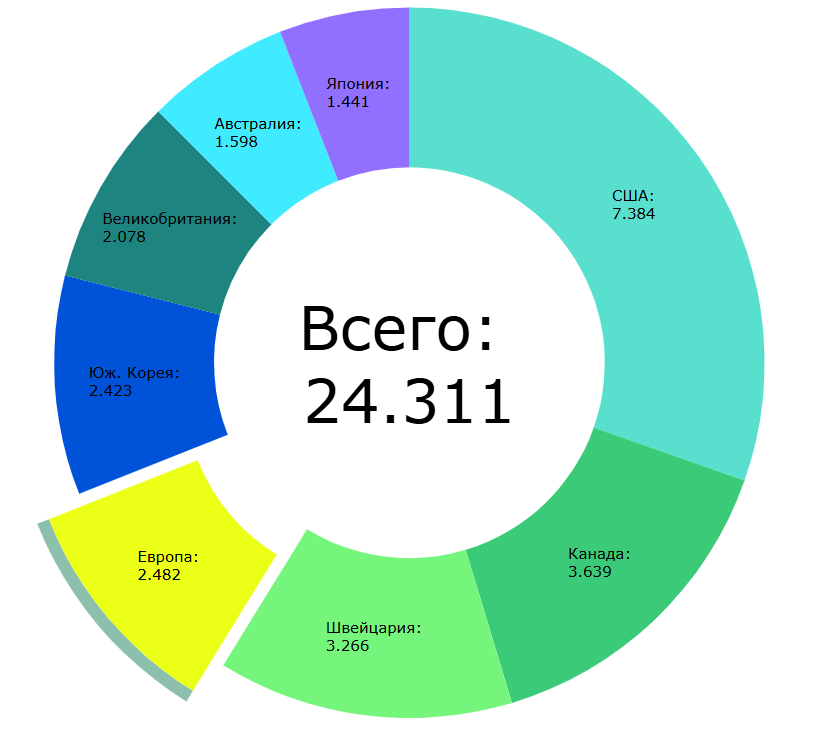 Япония:
1.441
Австралия:
1.598
США:
7.384
Великобритания:
2.078
Всего:
24.311
Юж. Корея:
2.423
Европа:
2.482
Канада:
3.639
Швейцария:
3.266